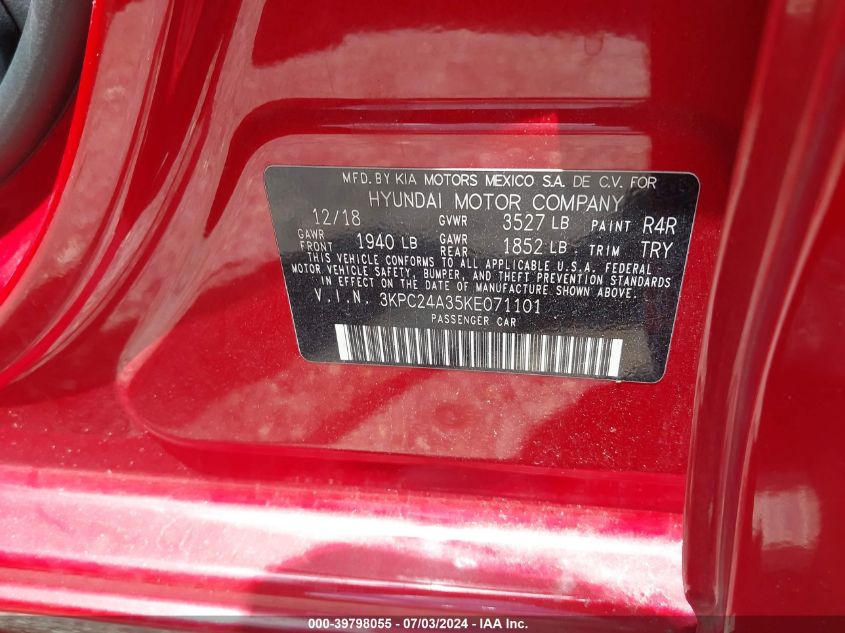 MFD. BY KIA MOTORS MEXICO S.A. DE C.V. FOR
HYUNDAI MOTOR COMPANY
12/18 GVWR 3527 LB PAINT R4R
GAWR FRONT 1940 LB GAWR REAR 1852 LB TRIM TRY
THIS VEHICLE CONFORMS TO ALL APPLICABLE U.S.A. FEDERAL
MOTOR VEHICLE SAFETY, BUMPER, AND THEFT PREVENTION STANDARDS
IN EFFECT ON THE DATE OF MANUFACTURE SHOWN ABOVE.
V.I.N. 3KPC24A35KE071101
PASSENGER CAR
000-39798055 - 07/03/2024 - IAA Inc.